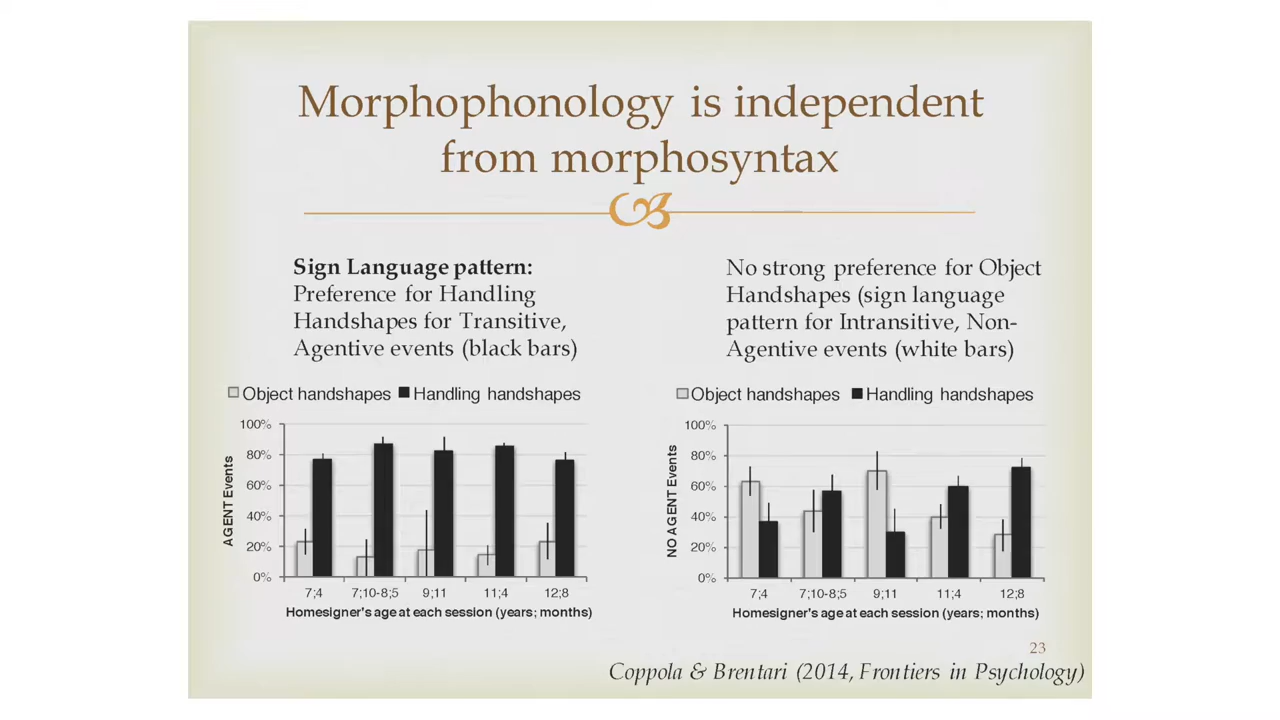 Morphophonology is independent
from morphosyntax
Sign Language pattern:
Preference for Handling
Handshapes for Transitive,
Agentive events (black bars)
No strong preference for Object
Handshapes (sign language
pattern for Intransitive, Non-
Agentive events (white bars)
Object handshapes Handling handshapes
100%
80%
60%
40%
20%
0%
AGENT Events
7;4 7;10-8;5 9;11 11;4 12;8
Homesigner's age at each session (years; months)
Object handshapes Handling handshapes
100%
80%
60%
40%
20%
0%
NO AGENT Events
7;4 7;10-8;5 9;11 11;4 12;8
Homesigner's age at each session (years; months)
23
Coppola & Brentari (2014, Frontiers in Psychology)